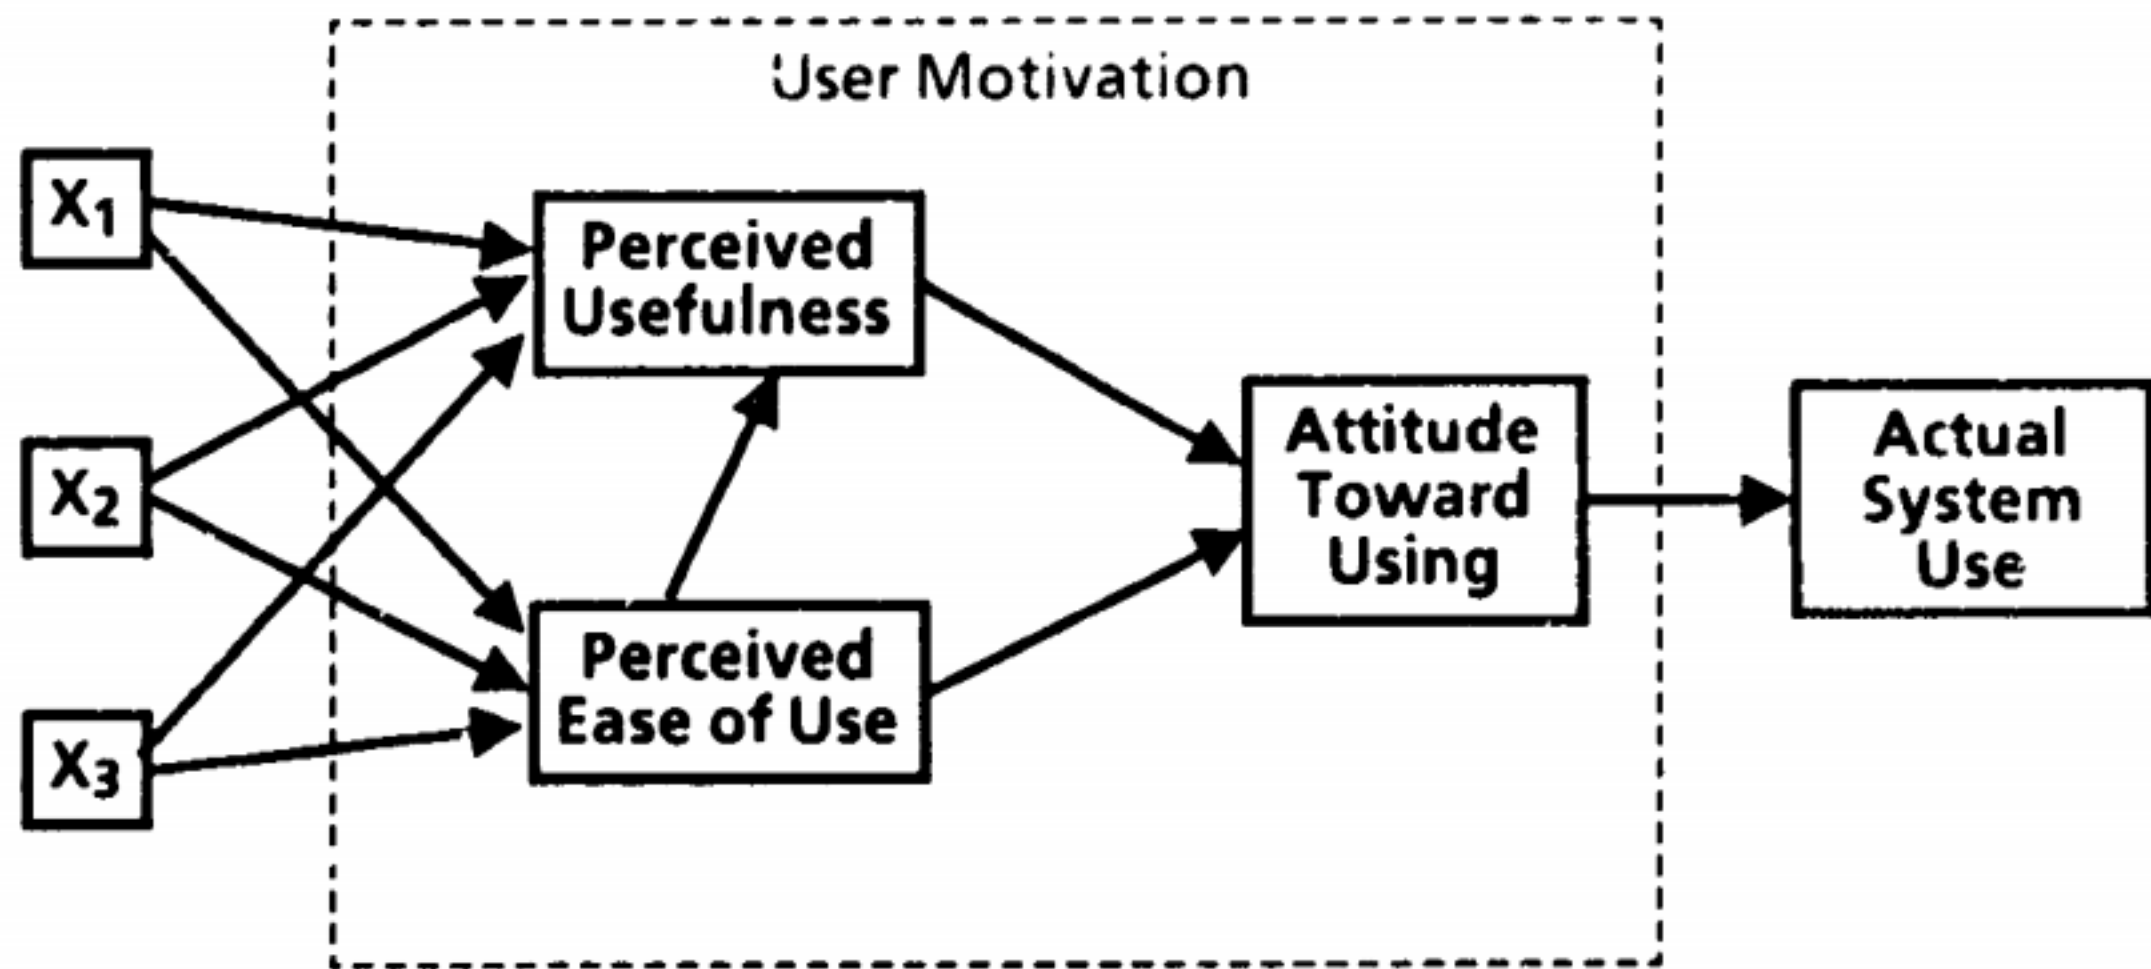 User Motivation
X1
Perceived
Usefulness
Attitude
Toward
Using
Actual
System
Use
X2
Perceived
Ease of Use
X3